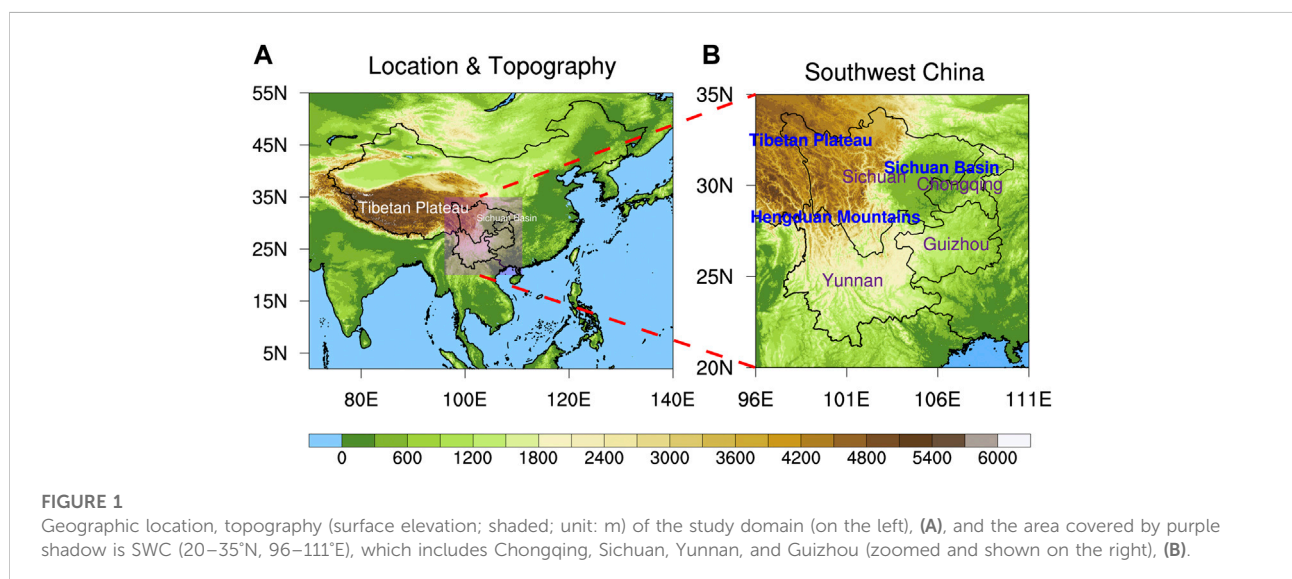 A
Location & Topography
55N
45N
35N
25N
15N
5N
Tibetan Plateau
Sichuan Basin
80E 100E 120E 140E
B
Southwest China
35N
30N
25N
20N
Tibetan Plateau
Sichuan Basin
Sichuan
Chongqing
Hengduan Mountains
Guizhou
Yunnan
96E 101E 106E 111E
0 600 1200 1800 2400 3000 3600 4200 4800 5400 6000
FIGURE 1
Geographic location, topography (surface elevation; shaded; unit: m) of the study domain (on the left), (A), and the area covered by purple
shadow is SWC (20–35°N, 96–111°E), which includes Chongqing, Sichuan, Yunnan, and Guizhou (zoomed and shown on the right), (B).